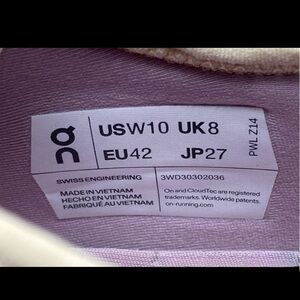 USW10 UK8
EU42 JP27
PWL Z14
SWISS ENGINEERING
MADE IN VIETNAM
HECHO EN VIETNAM
FABRIQUÉ AU VIETNAM
3WD30302036
On and CloudTec are registered
trademarks. Worldwide patents.
on-running.com